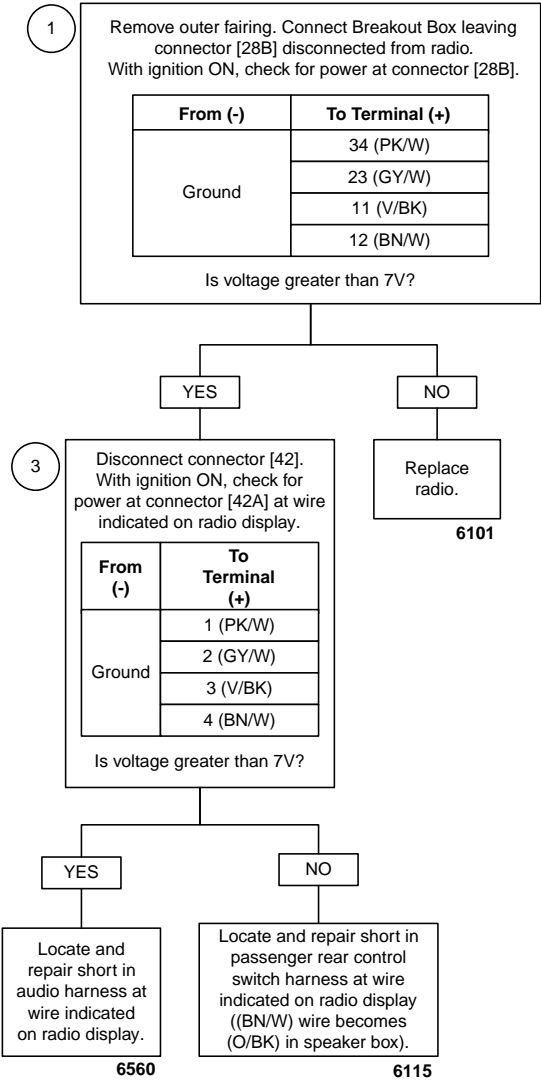 1
Remove outer fairing. Connect Breakout Box leaving
connector [28B] disconnected from radio.
With ignition ON, check for power at connector [28B].
From (-) To Terminal (+)
Ground
34 (PK/W)
23 (GY/W)
11 (V/BK)
12 (BN/W)
Is voltage greater than 7V?
YES NO
3
Disconnect connector [42].
With ignition ON, check for
power at connector [42A] at wire
indicated on radio display.
From
(-)
To
Terminal
(+)
Ground
1 (PK/W)
2 (GY/W)
3 (V/BK)
4 (BN/W)
Is voltage greater than 7V?
Replace
radio.
6101
YES NO
Locate and
repair short in
audio harness at
wire indicated
on radio display.
6560
Locate and repair short in
passenger rear control
switch harness at wire
indicated on radio display
((BN/W) wire becomes
(O/BK) in speaker box).
6115